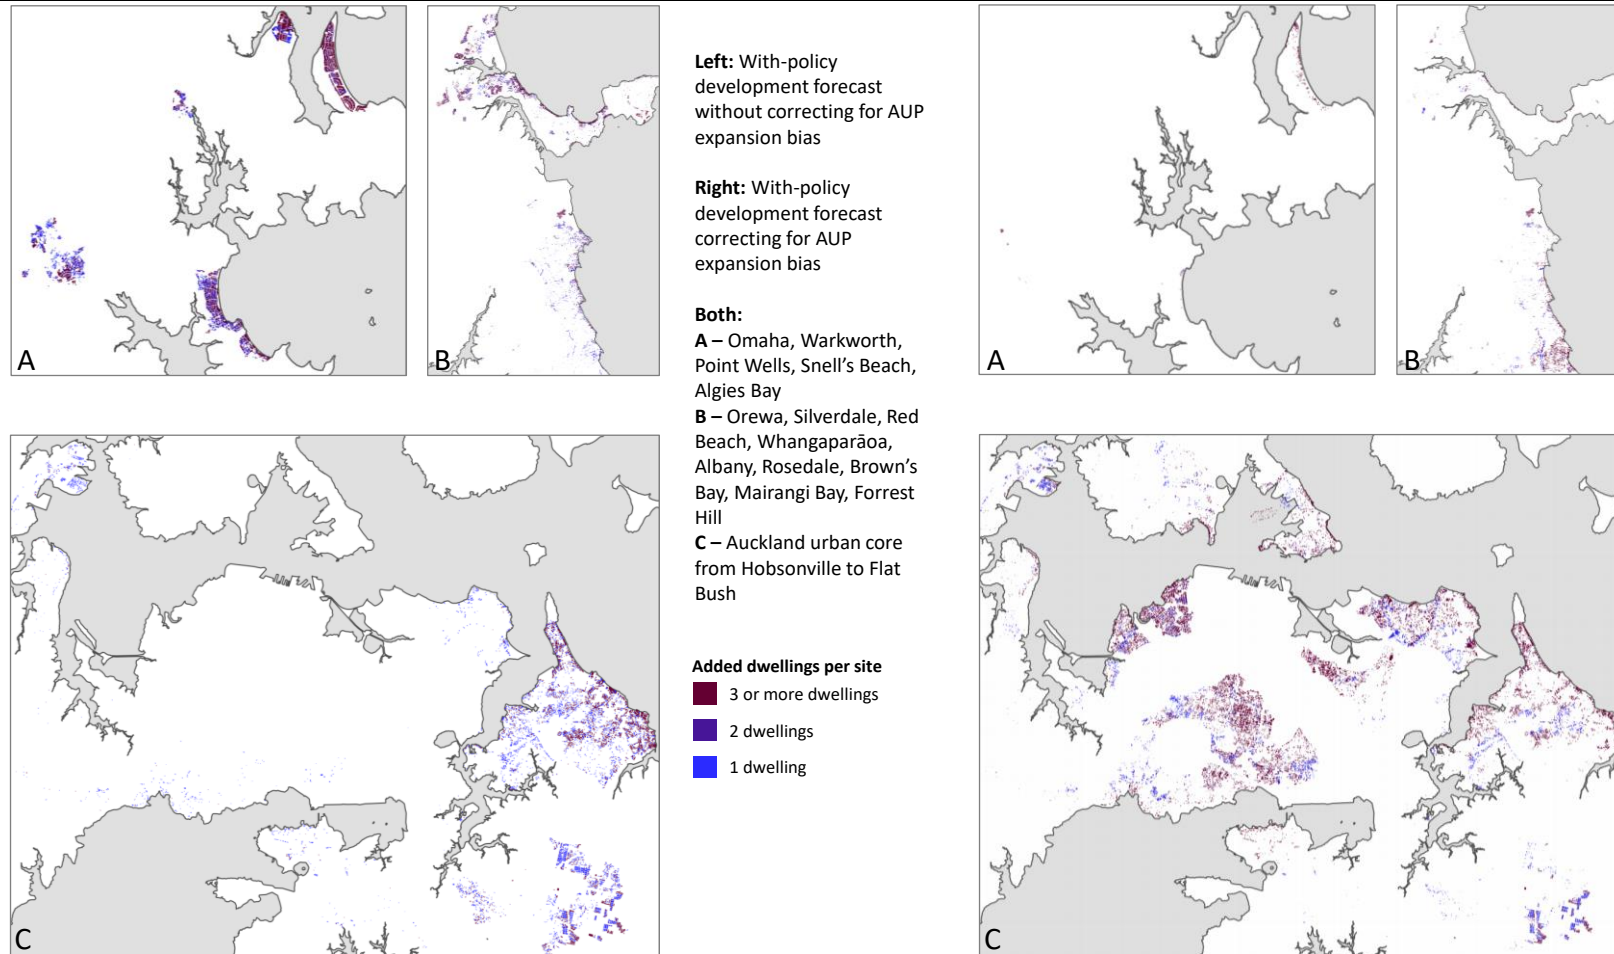 A
B
C
Left: With-policy
development forecast
without correcting for AUP
expansion bias
Right: With-policy
development forecast
correcting for AUP
expansion bias
Both:
A – Omaha, Warkworth,
Point Wells, Snell's Beach,
Algies Bay
B – Orewa, Silverdale, Red
Beach, Whangaparāoa,
Albany, Rosedale, Brown's
Bay, Mairangi Bay, Forrest
Hill
C – Auckland urban core
from Hobsonville to Flat
Bush
Added dwellings per site
3 or more dwellings
2 dwellings
1 dwelling
A
B
C